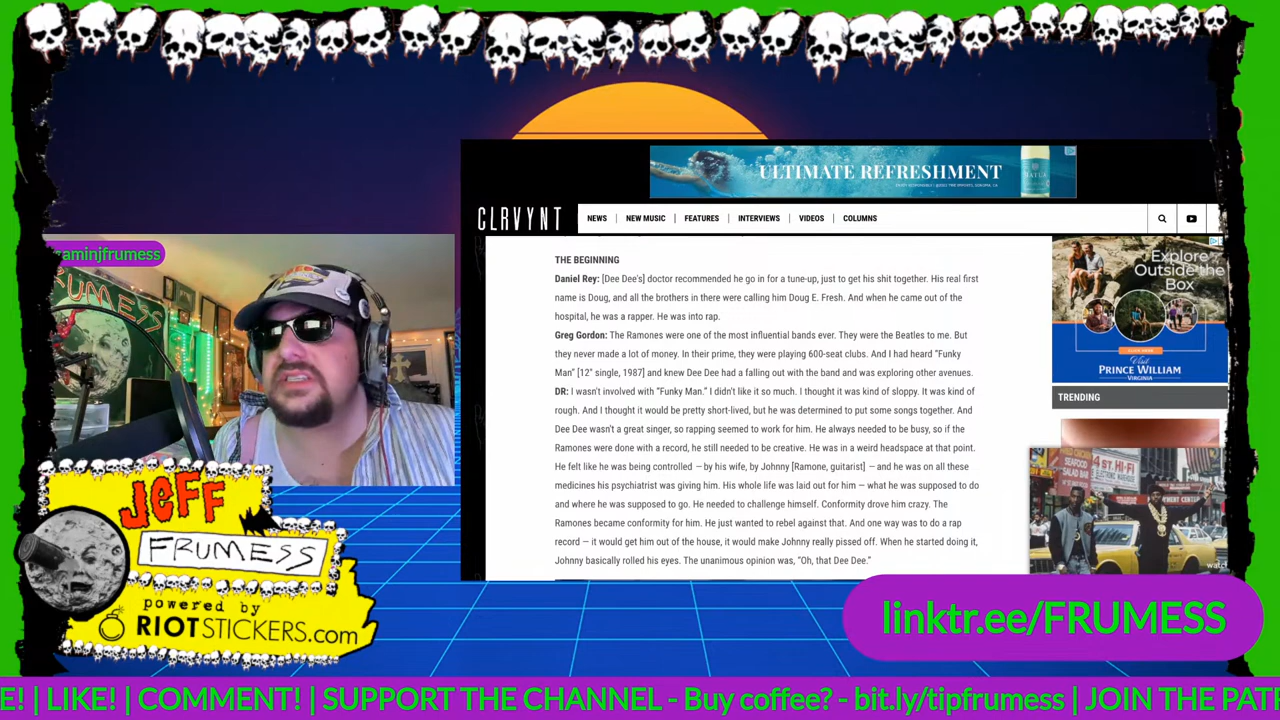 ULTIMATE REFRESHMENT
CLRVYNT
NEWS | NEW MUSIC | FEATURES | INTERVIEWS | VIDEOS | COLUMNS
aminjfrumess
FRUMESS
THE BEGINNING
Daniel Rey: [Dee Dee's] doctor recommended he go in for a tune-up, just to get his shit together. His real first
name is Doug, and all the brothers in there were calling him Doug E. Fresh. And when he came out of the
hospital, he was a rapper. He was into rap.
Greg Gordon: The Ramones were one of the most influential bands ever. They were the Beatles to me. But
they never made a lot of money. In their prime, they were playing 600-seat clubs. And I had heard “Funky
Man” [12" single, 1987] and knew Dee Dee had a falling out with the band and was exploring other avenues.
DR: I wasn't involved with “Funky Man.” I didn't like it so much. I thought it was kind of sloppy. It was kind of
rough. And I thought it would be pretty short-lived, but he was determined to put some songs together. And
Dee Dee wasn't a great singer, so rapping seemed to work for him. He always needed to be busy, so if the
Ramones were done with a record, he still needed to be creative. He was in a weird headspace at that point.
He felt like he was being controlled — by his wife, by Johnny [Ramone, guitarist] — and he was on all these
medicines his psychiatrist was giving him. His whole life was laid out for him — what he was supposed to do
and where he was supposed to go. He needed to challenge himself. Conformity drove him crazy. The
Ramones became conformity for him. He just wanted to rebel against that. And one way was to do a rap
record — it would get him out of the house, it would make Johnny really pissed off. When he started doing it,
Johnny basically rolled his eyes. The unanimous opinion was, “Oh, that Dee Dee.”
Explore
Outside the
Box
Visit
PRINCE WILLIAM
VIRGINIA
TRENDING
SEAFOOD
SALAD BAR
4 ST. HI-FI
JEFF
FRUMESS
powered by
RIOTSTICKERS.com
linktr.ee/FRUMESS
E! | LIKE! | COMMENT! | SUPPORT THE CHANNEL - Buy coffee? - bit.ly/tipfrumess | JOIN THE PAT